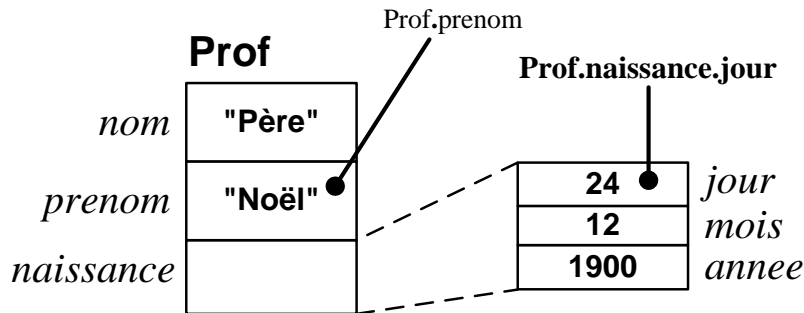 Prof.prenom
Prof
Prof.naissance.jour
nom "Père"
prenom "Noël"
24 jour
12 mois
naissance
1900 annee